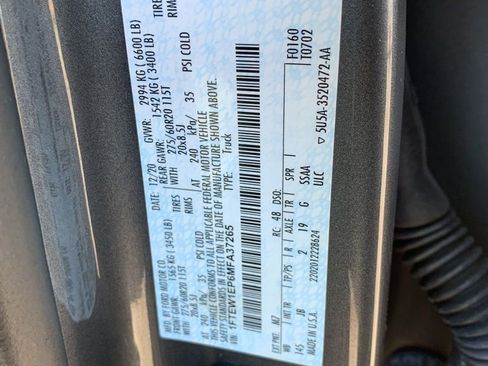 MFD. BY FORD MOTOR CO.
DATE: 12/20 GVWR: 2994 KG ( 6600 LB)
FRONT GAWR: 1565 KG (3450 LB) REAR GAWR: 1542 KG ( 3400 LB)
275/60R20 115T TIRES WITH 275/60R20 115T TIRES
20x8.5J RIMS 20x8.5J RIMS
AT 240 kPa/ 35 PSI COLD AT 240 kPa/ 35 PSI COLD
THIS VEHICLE CONFORMS TO ALL APPLICABLE FEDERAL MOTOR VEHICLE
SAFETY STANDARDS IN EFFECT ON THE DATE OF MANUFACTURE SHOWN ABOVE.
VIN: 1FTEW1EP6MFA37265
TYPE: Truck
F0160
T0702
EXT PNT: M7 RC: 48 DSO:
WB INT TR TP/PS R AXLE TR SPR
145 JB 2 19 G SSAA
MADE IN U.S.A. 2202012228624 ULC
▽ 5U5A-3520472-AA